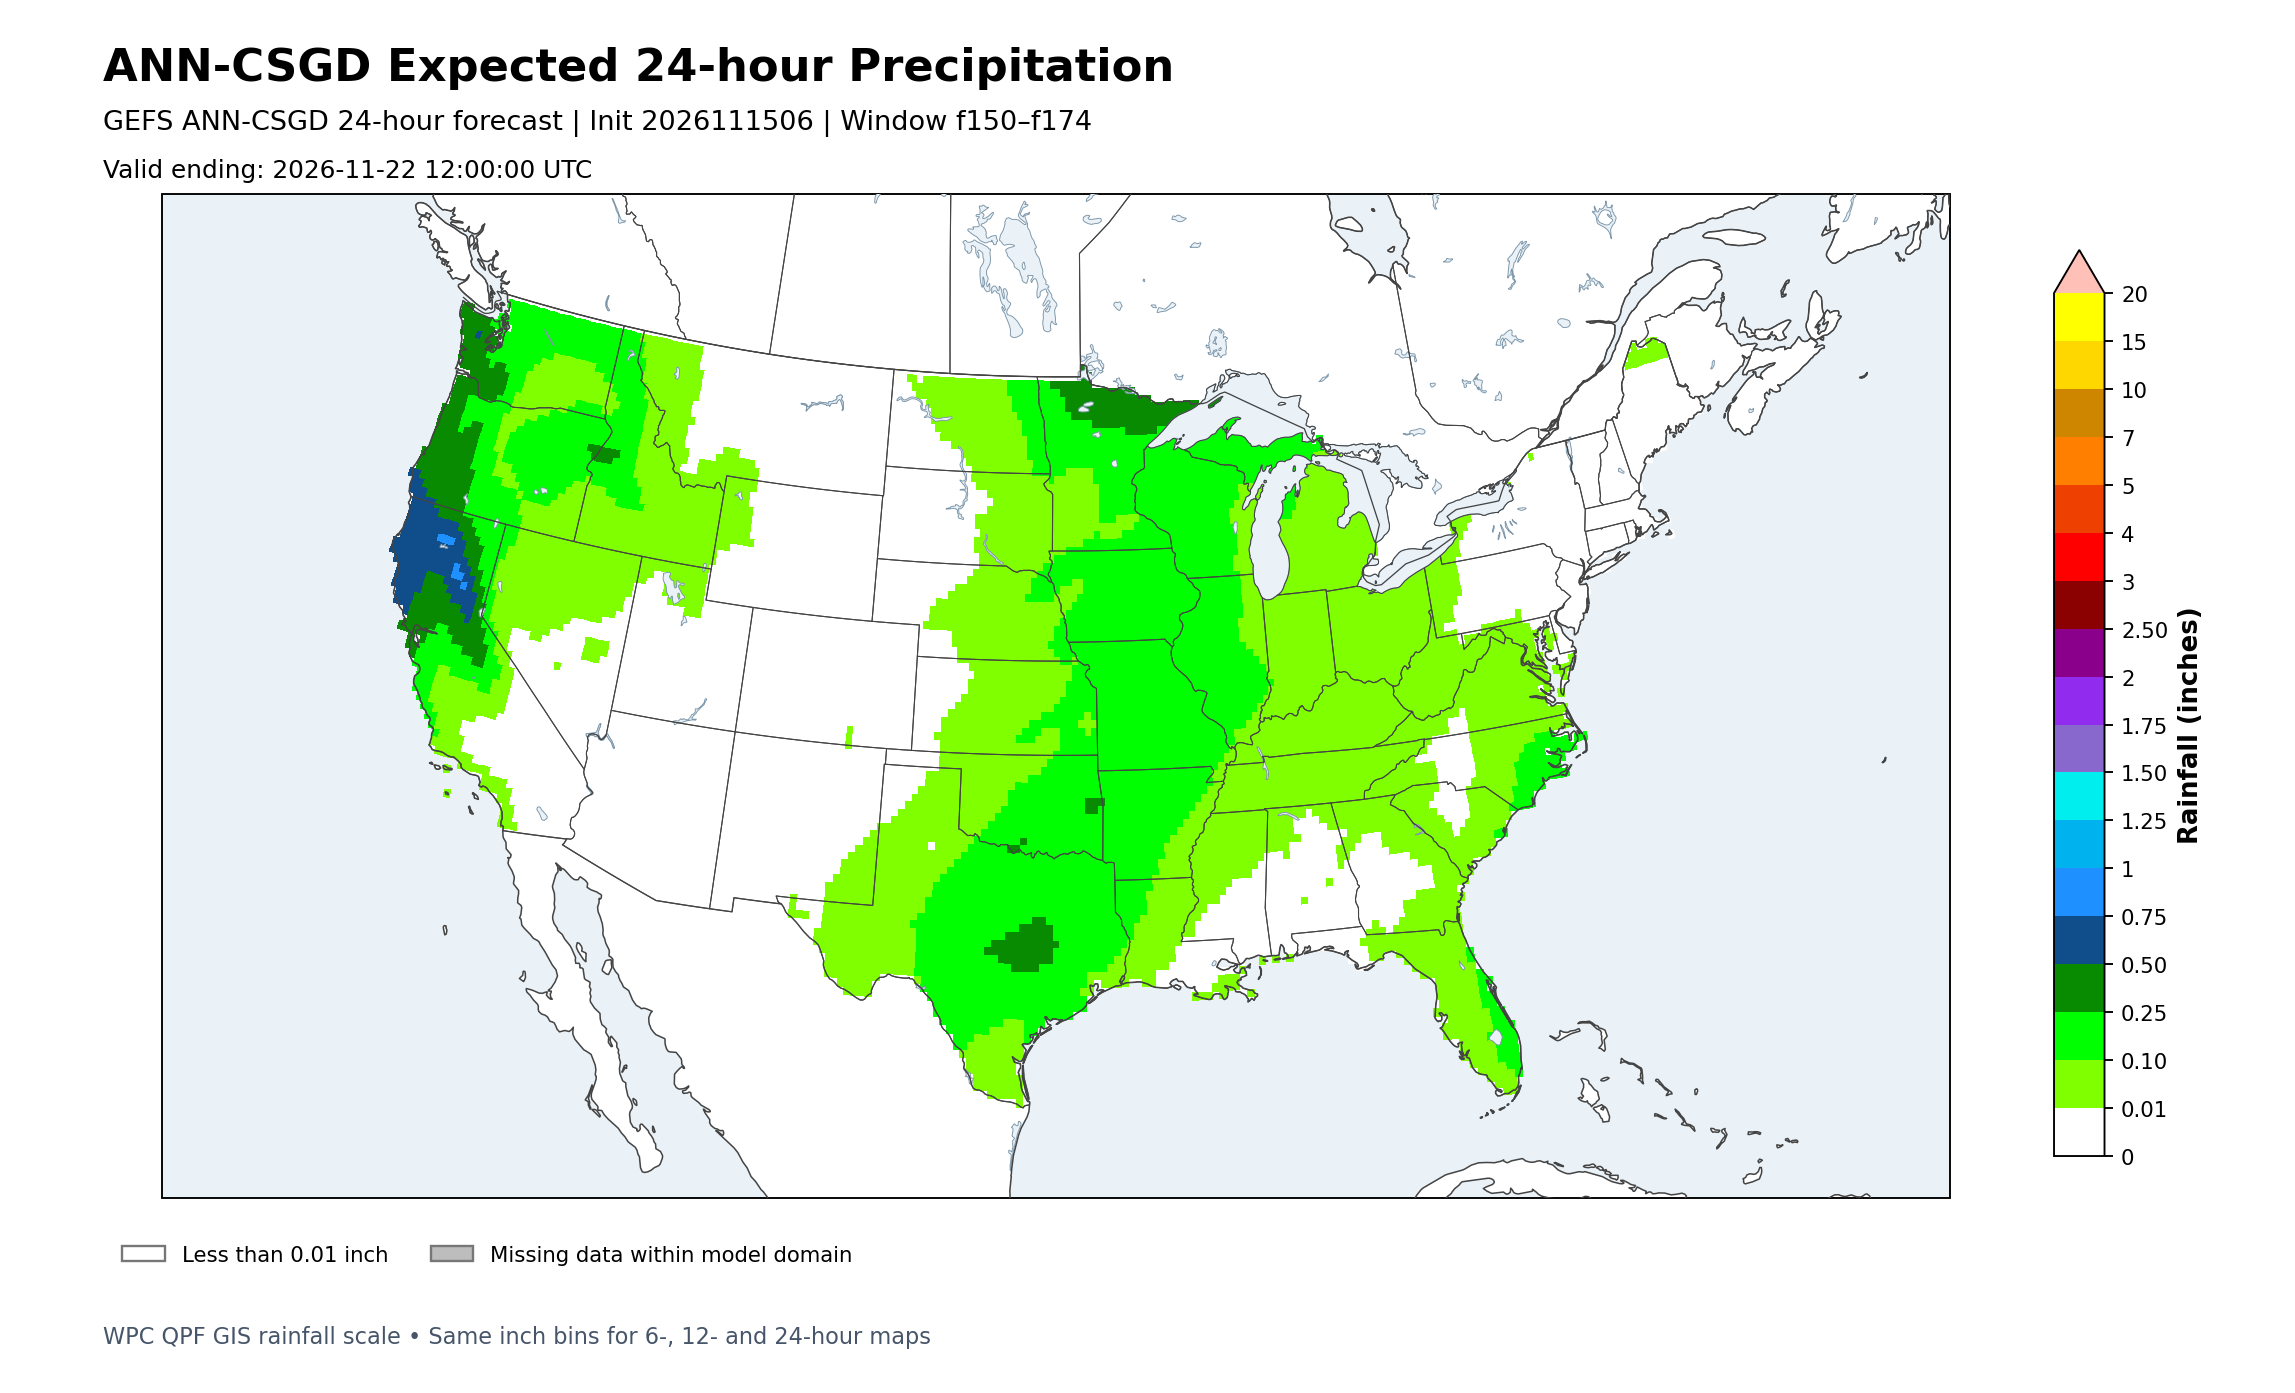 ANN-CSGD Expected 24-hour Precipitation
GEFS ANN-CSGD 24-hour forecast | Init 2026111506 | Window f150–f174
Valid ending: 2026-11-22 12:00:00 UTC
20
15
10
7
5
4
3
2.50
2
1.75
1.50
1.25
1
0.75
0.50
0.25
0.10
0.01
0
Rainfall (inches)
Less than 0.01 inch
Missing data within model domain
WPC QPF GIS rainfall scale • Same inch bins for 6-, 12- and 24-hour maps